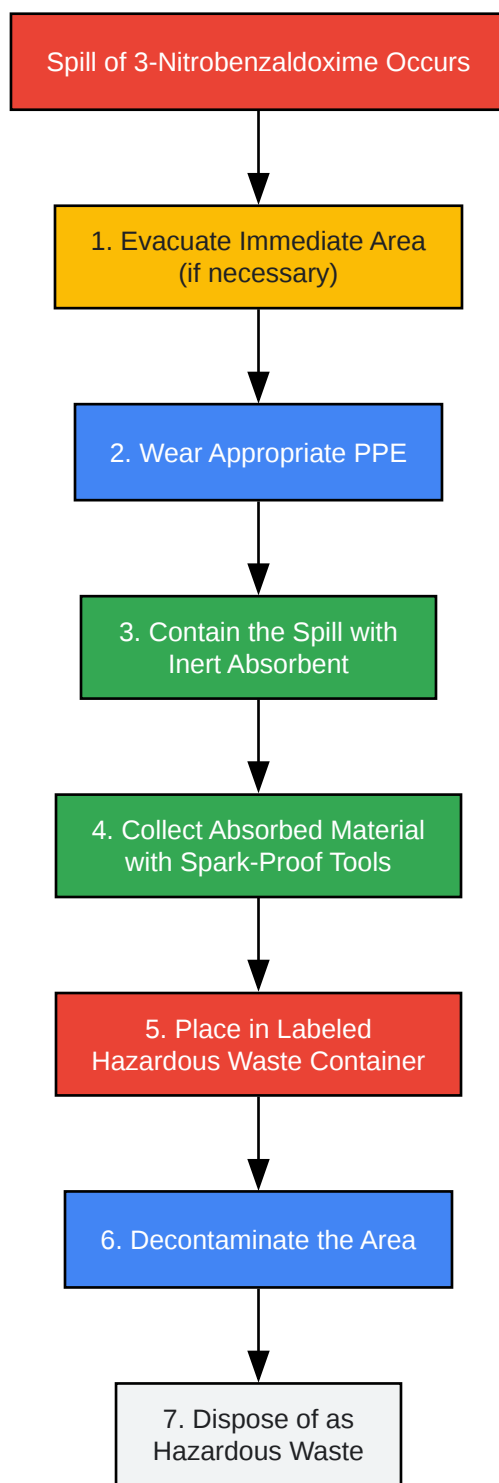 Spill of 3-Nitrobenzaldoxime Occurs
1. Evacuate Immediate Area
(if necessary)
2. Wear Appropriate PPE
3. Contain the Spill with
Inert Absorbent
4. Collect Absorbed Material
with Spark-Proof Tools
5. Place in Labeled
Hazardous Waste Container
6. Decontaminate the Area
7. Dispose of as
Hazardous Waste